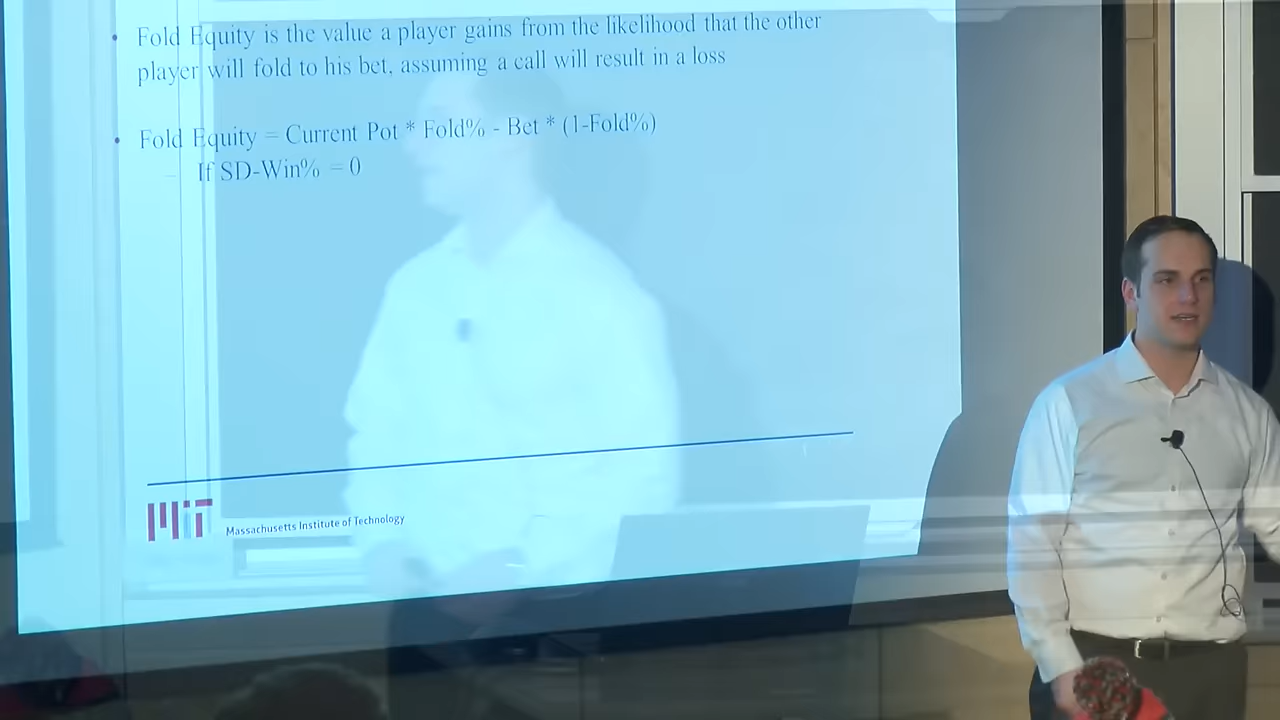 • Fold Equity is the value a player gains from the likelihood that the other
player will fold to his bet, assuming a call will result in a loss
• Fold Equity = Current Pot * Fold% - Bet * (1-Fold%)
– If SD-Win% = 0
MIT Massachusetts Institute of Technology